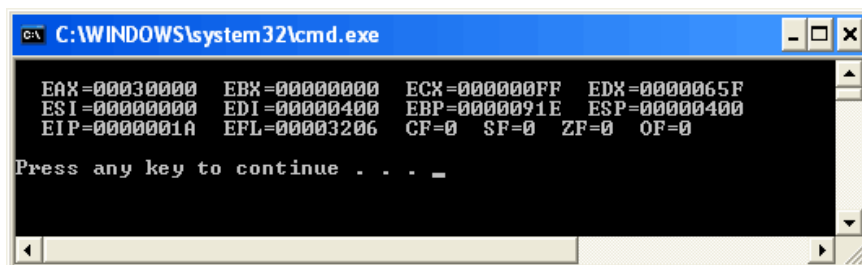 C:\WINDOWS\system32\cmd.exe
EAX=00030000 EBX=00000000 ECX=000000FF EDX=0000065F
ESI=00000000 EDI=00000400 EBP=0000091E ESP=00000400
EIP=0000001A EFL=00003206 CF=0 SF=0 ZF=0 OF=0
Press any key to continue . . . _